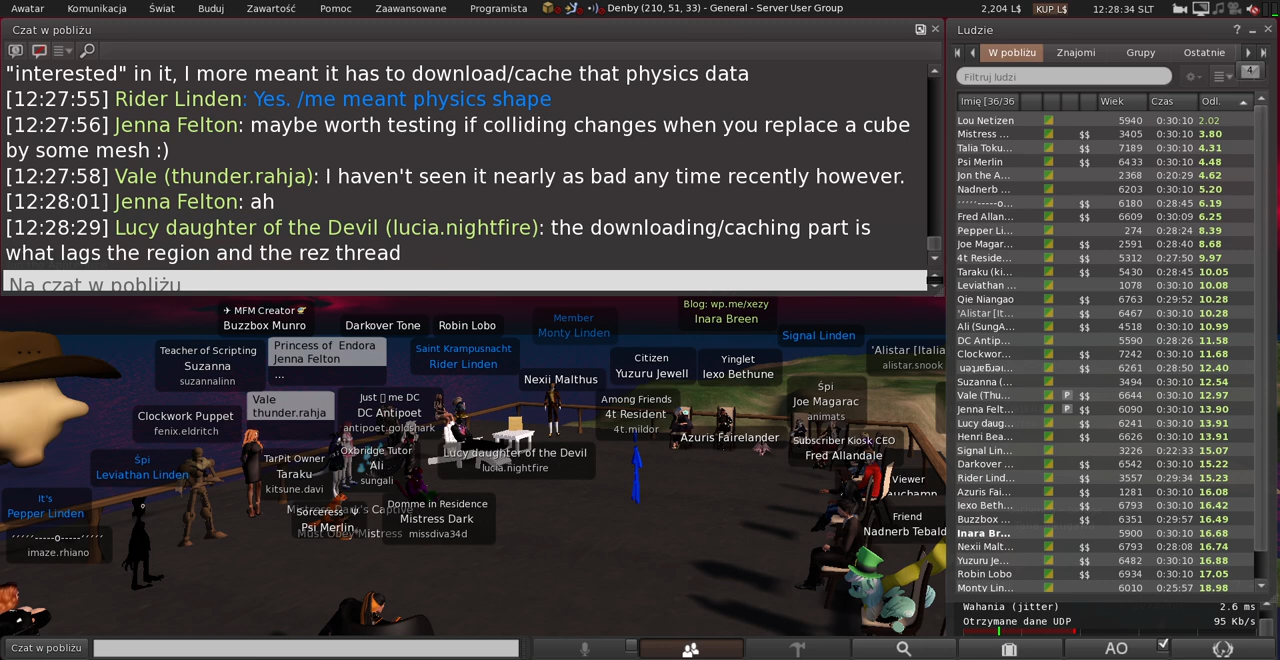 Awatar Komunikacja Świat Buduj Zawartość Pomoc Zaawansowane Programista Denby (210, 51, 33) - General - Server User Group 2,204 L$ KUP L$ 12:28:34 SLT
Czat w pobliżu
"interested" in it, I more meant it has to download/cache that physics data
[12:27:55] Rider Linden: Yes. /me meant physics shape
[12:27:56] Jenna Felton: maybe worth testing if colliding changes when you replace a cube
by some mesh :)
[12:27:58] Vale (thunder.rahja): I haven't seen it nearly as bad any time recently however.
[12:28:01] Jenna Felton: ah
[12:28:29] Lucy daughter of the Devil (lucia.nightfire): the downloading/caching part is
what lags the region and the rez thread
Na czat w pobliżu
✈ MFM Creator
Buzzbox Munro
Darkover Tone
Robin Lobo
Member
Monty Linden
Blog: wp.me/xezy
Inara Breen
Signal Linden
Teacher of Scripting
Suzanna
suzannalinn
Princess of Endora
Jenna Felton
...
Saint Krampusnacht
Rider Linden
Nexii Malthus
Citizen
Yuzuru Jewell
Yinglet
Iexo Bethune
'Alistar [Italia
alistar.snook
Vale
thunder.rahja
Just me DC
DC Antipoet
antipoet.goldshark
Among Friends
4t Resident
4t.mildor
Śpi
Joe Magarac
animats
Clockwork Puppet
fenix.eldritch
Azuris Fairelander
Subscriber Kiosk CEO
Fred Allandale
Śpi
Leviathan Linden
TarPit Owner
Taraku
kitsune.davi
Oxbridge Tutor
Ali
sungali
Lucy daughter of the Devil
lucia.nightfire
Viewer
It's
Pepper Linden
Sorceress
Psi Merlin
Must Obey Mistress
Domme in Residence
Mistress Dark
missdiva34d
Friend
Nadnerb Tebald
′′′′′-----o----′′′′′
imaze.rhiano
Czat w pobliżu
AO
Ludzie
W pobliżu Znajomi Grupy Ostatnie
Filtruj ludzi 4
Imię [36/36 Wiek Czas Odl.
Lou Netizen 5940 0:30:10 2.02
Mistress ... $$ 3405 0:30:10 3.80
Talia Toku... $$ 7189 0:30:10 4.31
Psi Merlin $$ 6433 0:30:10 4.48
Jon the A... 2368 0:20:29 4.62
Nadnerb ... 6203 0:30:10 5.20
′′′′′-----o... $$ 6180 0:28:45 6.19
Fred Allan... $$ 6609 0:30:09 6.25
Pepper Li... 274 0:28:24 8.39
Joe Magar... $$ 2591 0:28:40 8.68
4t Reside... $$ 5312 0:27:50 9.97
Taraku (ki... $$ 5430 0:28:45 10.05
Leviathan ... 1078 0:30:10 10.08
Qie Niangao $$ 6763 0:29:52 10.28
'Alistar [It... $$ 6467 0:30:10 10.28
Ali (SungA... $$ 4518 0:30:10 10.99
DC Antip... 5590 0:28:26 11.58
Clockwor... $$ 7242 0:30:10 11.68
$$ 6261 0:28:50 12.40
Suzanna (... 3494 0:30:10 12.54
Vale (Thu... P $$ 6644 0:30:10 12.97
Jenna Felt... P $$ 6090 0:30:10 13.90
Lucy daug... $$ 6241 0:30:10 13.91
Henri Bea... $$ 6626 0:30:10 13.91
Signal Lin... 3226 0:22:33 15.07
Darkover ... $$ 6542 0:30:10 15.22
Rider Lind... $$ 3557 0:29:34 15.23
Azuris Fai... $$ 1281 0:30:10 16.08
Iexo Beth... $$ 6793 0:30:10 16.42
Buzzbox ... $$ 6351 0:29:57 16.49
Inara Br... 5900 0:30:10 16.68
Nexii Malt... $$ 6793 0:28:08 16.74
Yuzuru Je... $$ 6482 0:30:10 16.88
Robin Lobo $$ 6934 0:30:10 17.05
Monty Lin... 6010 0:25:57 18.98
Wahania (jitter) 2.6 ms
Otrzymane dane UDP 95 Kb/s